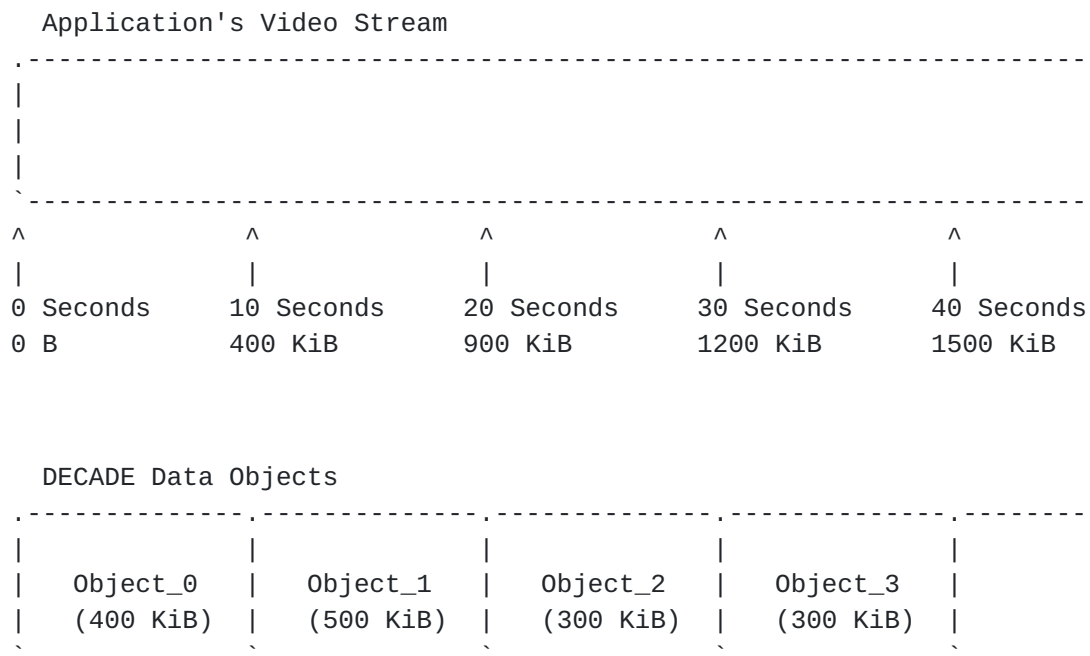 Application's Video Stream
.--------------------------------------------------------------------
|
|
|
`--------------------------------------------------------------------
^              ^              ^              ^              ^
|              |              |              |              |
0 Seconds     10 Seconds     20 Seconds     30 Seconds     40 Seconds
0 B           400 KiB        900 KiB        1200 KiB       1500 KiB
DECADE Data Objects
.--------------.--------------.--------------.--------------.--------
|              |              |              |              |
|   Object_0   |   Object_1   |   Object_2   |   Object_3   |
|   (400 KiB)  |   (500 KiB)  |   (300 KiB)  |   (300 KiB)  |